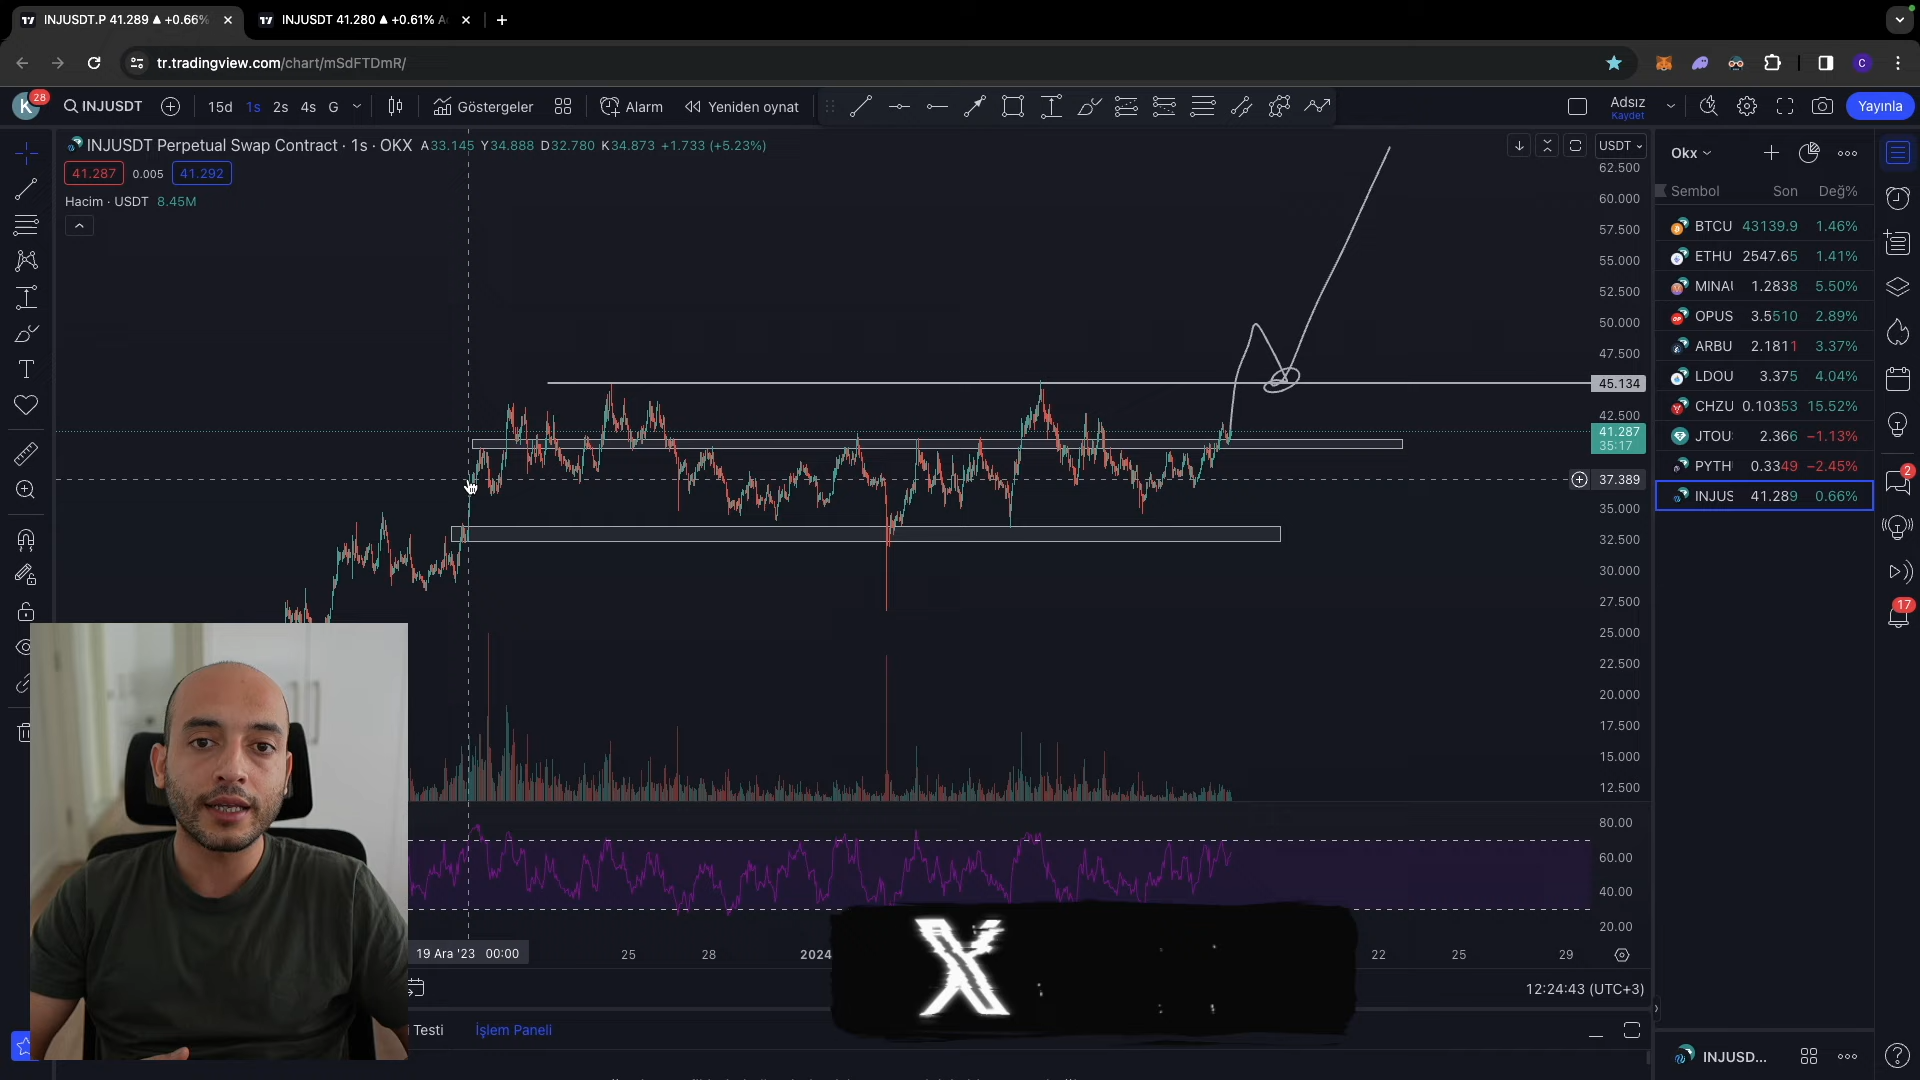 INJUSDT.P 41.289 ▲ +0.66%
INJUSDT 41.280 ▲ +0.61%
tr.tradingview.com/chart/mSdFTDmR/
C
K 28
INJUSDT
15d 1s 2s 4s G
Göstergeler
Alarm
Yeniden oynat
Adsız
Kaydet
Yayınla
INJUSDT Perpetual Swap Contract · 1s · OKX A33.145 Y34.888 D32.780 K34.873 +1.733 (+5.23%)
41.287 0.005 41.292
Hacim · USDT 8.45M
USDT
62.500
60.000
57.500
55.000
52.500
50.000
47.500
45.134
42.500
41.287
35:17
37.389
35.000
32.500
30.000
27.500
25.000
22.500
20.000
17.500
15.000
12.500
80.00
60.00
40.00
20.00
Okx
Sembol Son Değ%
BTCU 43139.9 1.46%
ETHU 2547.65 1.41%
MINAU 1.2838 5.50%
OPUS 3.5510 2.89%
ARBU 2.1811 3.37%
LDOU 3.375 4.04%
CHZU 0.10353 15.52%
JTOU 2.366 −1.13%
PYTH 0.3349 −2.45%
INJUS 41.289 0.66%
2
17
19 Ara '23 00:00 25 28 2024 22 25 29
X
12:24:43 (UTC+3)
Testi
İşlem Paneli
INJUSD...